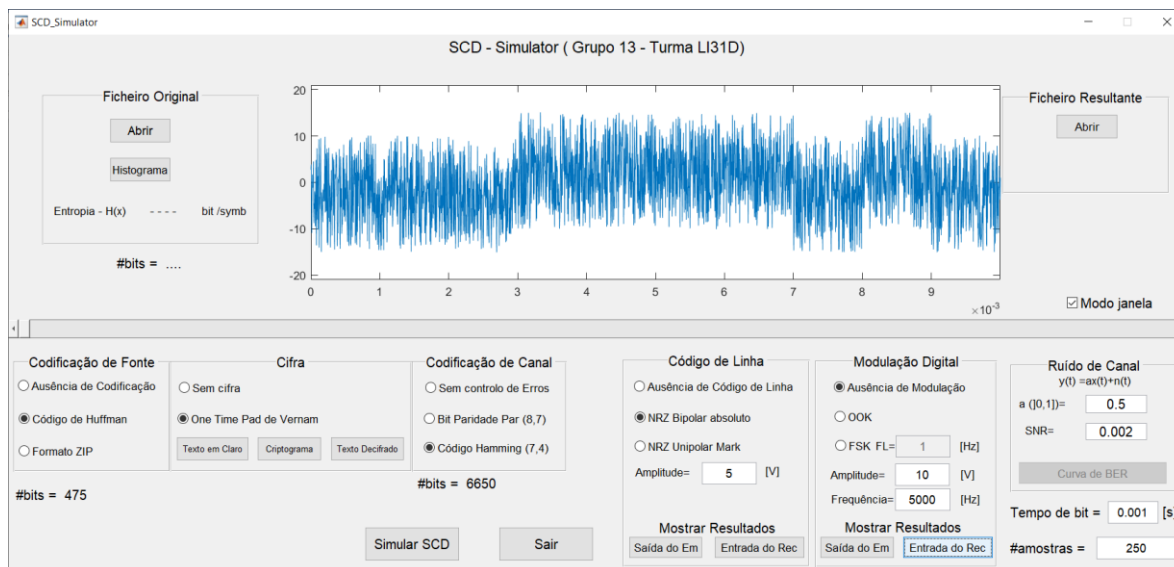 SCD_Simulator
SCD - Simulator ( Grupo 13 - Turma LI31D)
Ficheiro Original
Abrir
Histograma
Entropia - H(x) - - - - bit /symb
#bits = ....
20
10
0
-10
-20
0 1 2 3 4 5 6 7 8 9
×10⁻³
Ficheiro Resultante
Abrir
Modo janela
Codificação de Fonte
Ausência de Codificação
Código de Huffman
Formato ZIP
#bits = 475
Cifra
Sem cifra
One Time Pad de Vernam
Texto em Claro Criptograma Texto Decifrado
Codificação de Canal
Sem controlo de Erros
Bit Paridade Par (8,7)
Código Hamming (7,4)
#bits = 6650
Simular SCD Sair
Código de Linha
Ausência de Código de Linha
NRZ Bipolar absoluto
NRZ Unipolar Mark
Amplitude= 5 [V]
Mostrar Resultados
Saída do Em Entrada do Rec
Modulação Digital
Ausência de Modulação
OOK
FSK FL= 1 [Hz]
Amplitude= 10 [V]
Frequência= 5000 [Hz]
Mostrar Resultados
Saída do Em Entrada do Rec
Ruído de Canal
y(t) =ax(t)+n(t)
a (]0,1])= 0.5
SNR= 0.002
Curva de BER
Tempo de bit = 0.001 [s]
#amostras = 250